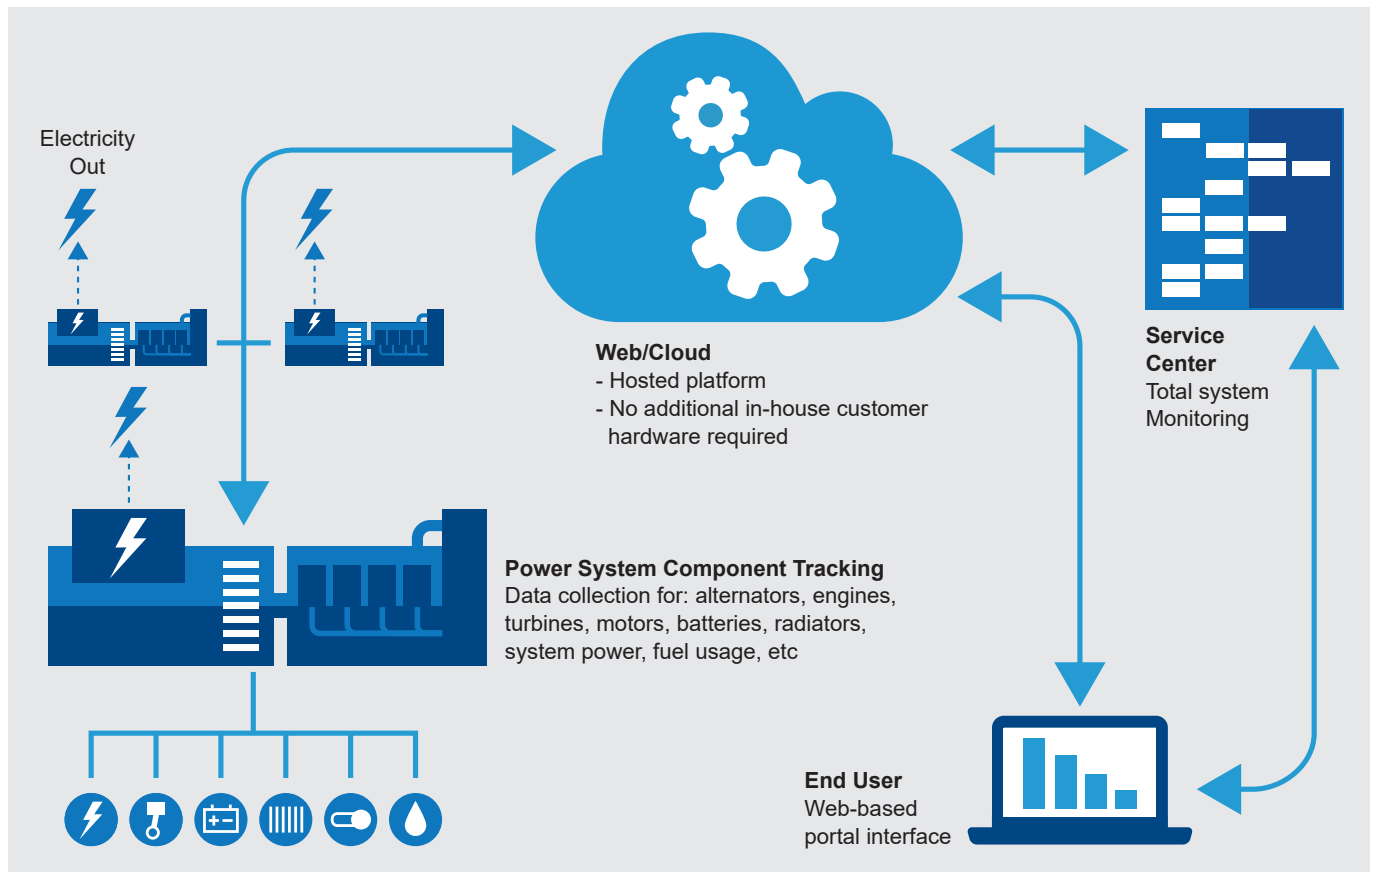 Electricity
Out
Web/Cloud
- Hosted platform
- No additional in-house customer
hardware required
Service
Center
Total system
Monitoring
Power System Component Tracking
Data collection for: alternators, engines,
turbines, motors, batteries, radiators,
system power, fuel usage, etc
End User
Web-based
portal interface